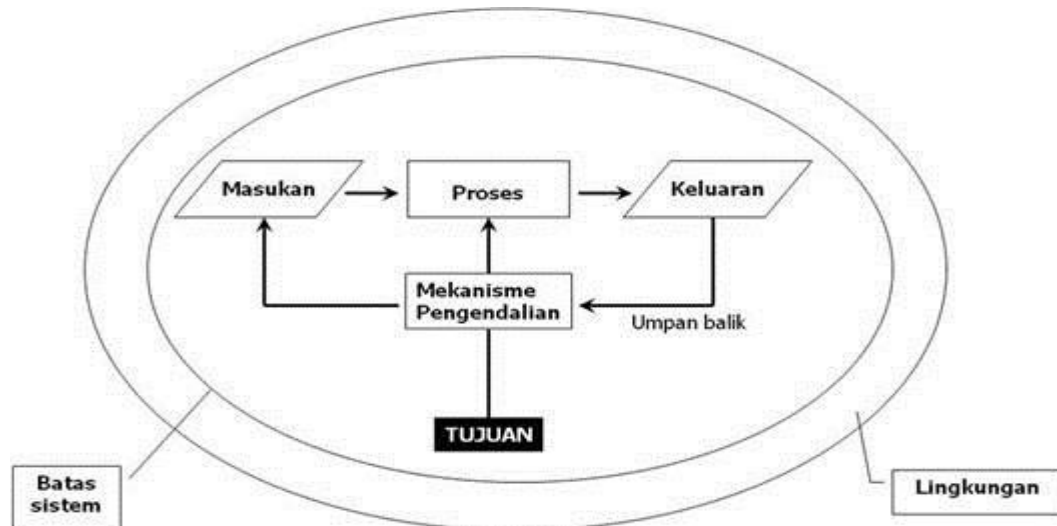 Masukan
Proses
Keluaran
Mekanisme
Pengendalian
Umpan balik
TUJUAN
Batas
sistem
Lingkungan